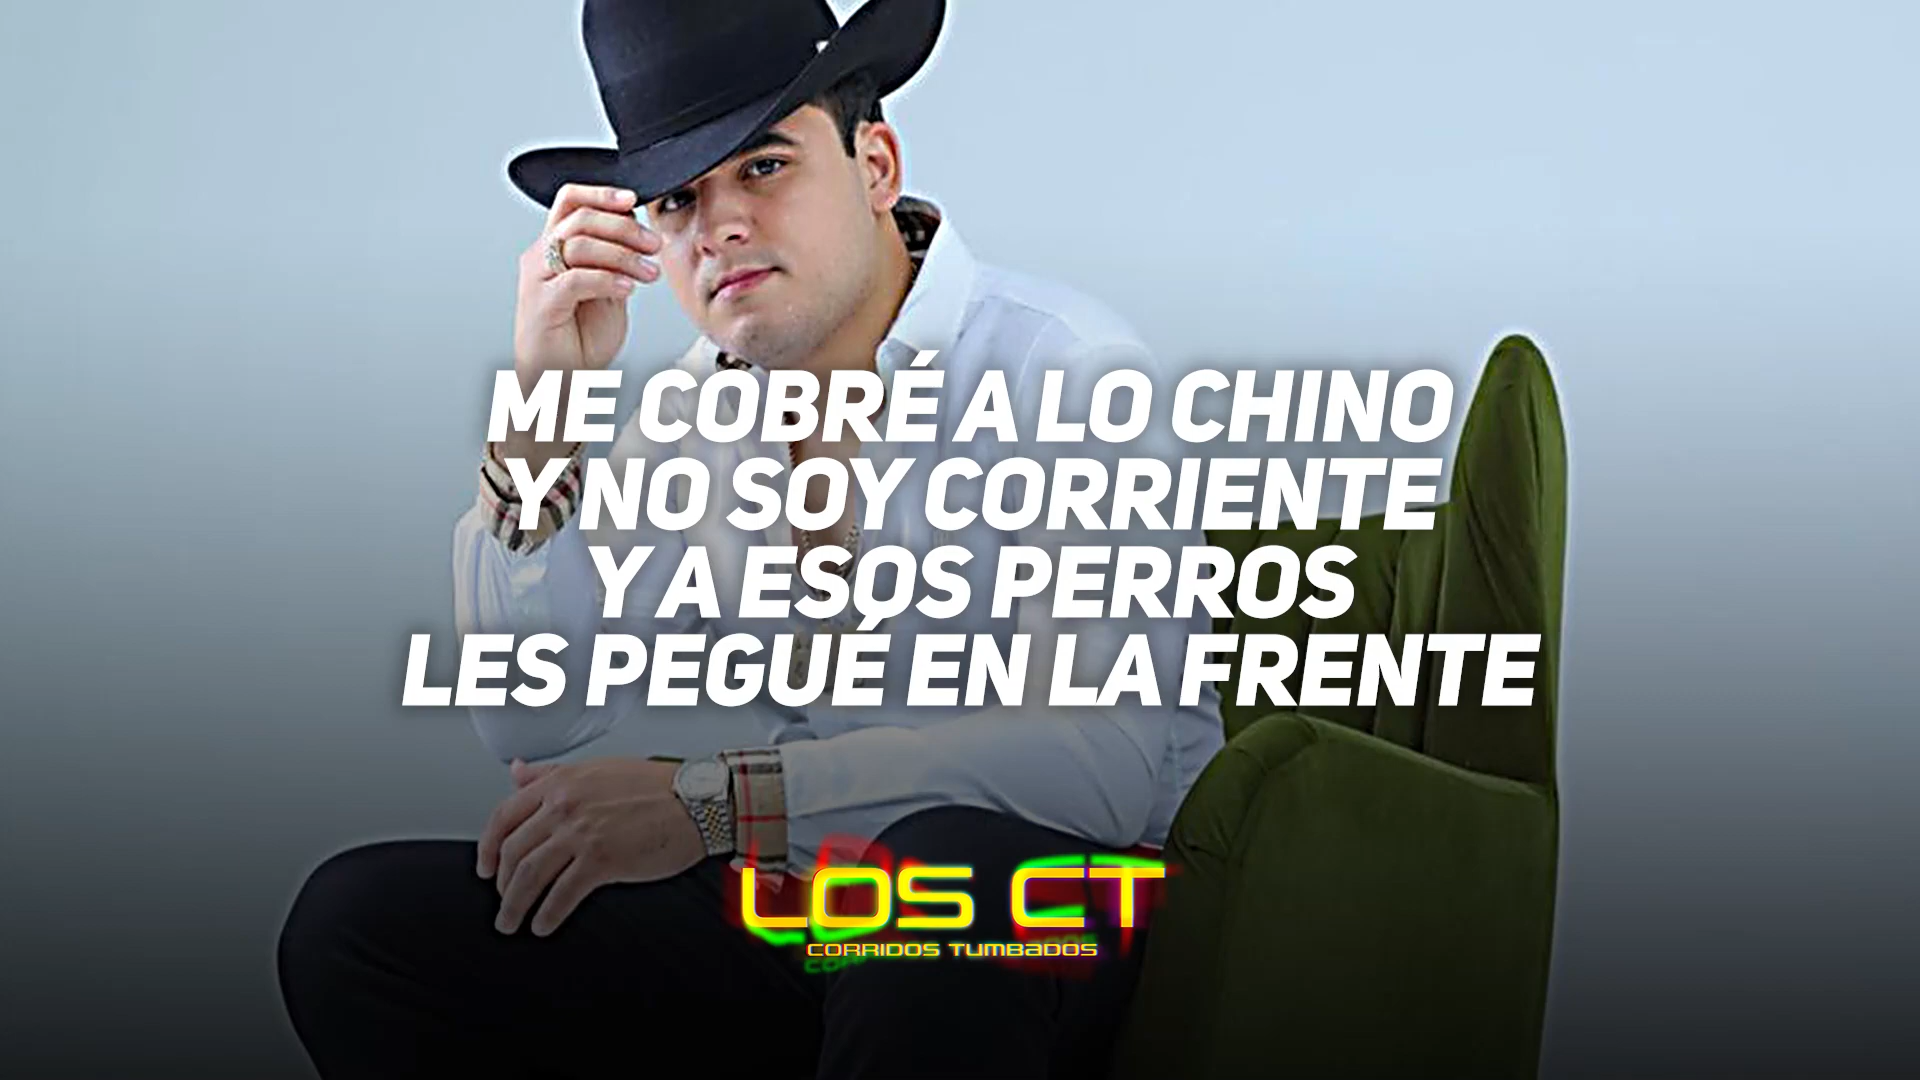 ME COBRÉ A LO CHINO
Y NO SOY CORRIENTE
Y A ESOS PERROS
LES PEGUÉ EN LA FRENTE
LOS CT
CORRIDOS TUMBADOS